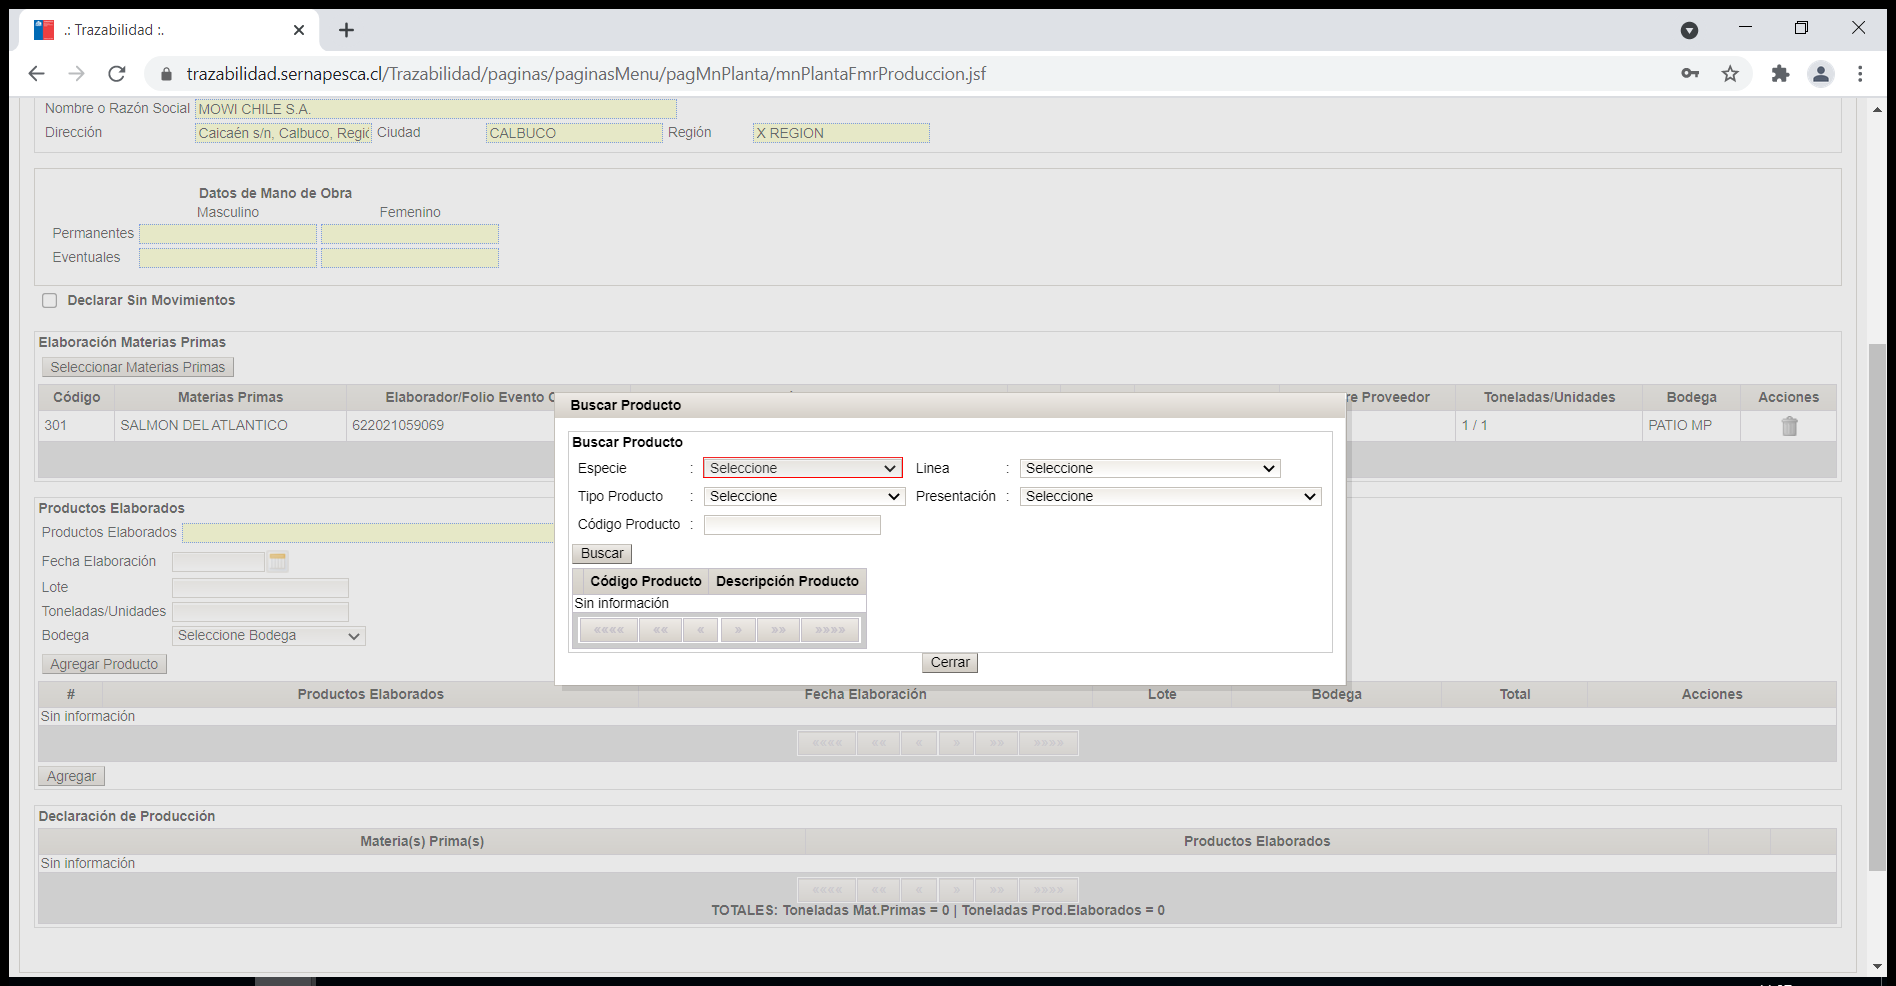 .: Trazabilidad :.
trazabilidad.sernapesca.cl/Trazabilidad/paginas/paginasMenu/pagMnPlanta/mnPlantaFmrProduccion.jsf
Nombre o Razón Social MOWI CHILE S.A.
Dirección Caicaén s/n, Calbuco, Regió Ciudad CALBUCO Región X REGION
Datos de Mano de Obra
Masculino Femenino
Permanentes
Eventuales
Declarar Sin Movimientos
Elaboración Materias Primas
Seleccionar Materias Primas
Código Materias Primas Elaborador/Folio Evento re Proveedor Toneladas/Unidades Bodega Acciones
301 SALMON DEL ATLANTICO 622021059069 1 / 1 PATIO MP
Buscar Producto
Buscar Producto
Especie : Seleccione Linea : Seleccione
Tipo Producto : Seleccione Presentación : Seleccione
Código Producto :
Buscar
Código Producto Descripción Producto
Sin información
«««« «« « » »» »»»»
Cerrar
Productos Elaborados
Productos Elaborados
Fecha Elaboración
Lote
Toneladas/Unidades
Bodega Seleccione Bodega
Agregar Producto
# Productos Elaborados Fecha Elaboración Lote Bodega Total Acciones
Sin información
«««« «« « » »» »»»»
Agregar
Declaración de Producción
Materia(s) Prima(s) Productos Elaborados
Sin información
«««« «« « » »» »»»»
TOTALES: Toneladas Mat.Primas = 0 | Toneladas Prod.Elaborados = 0